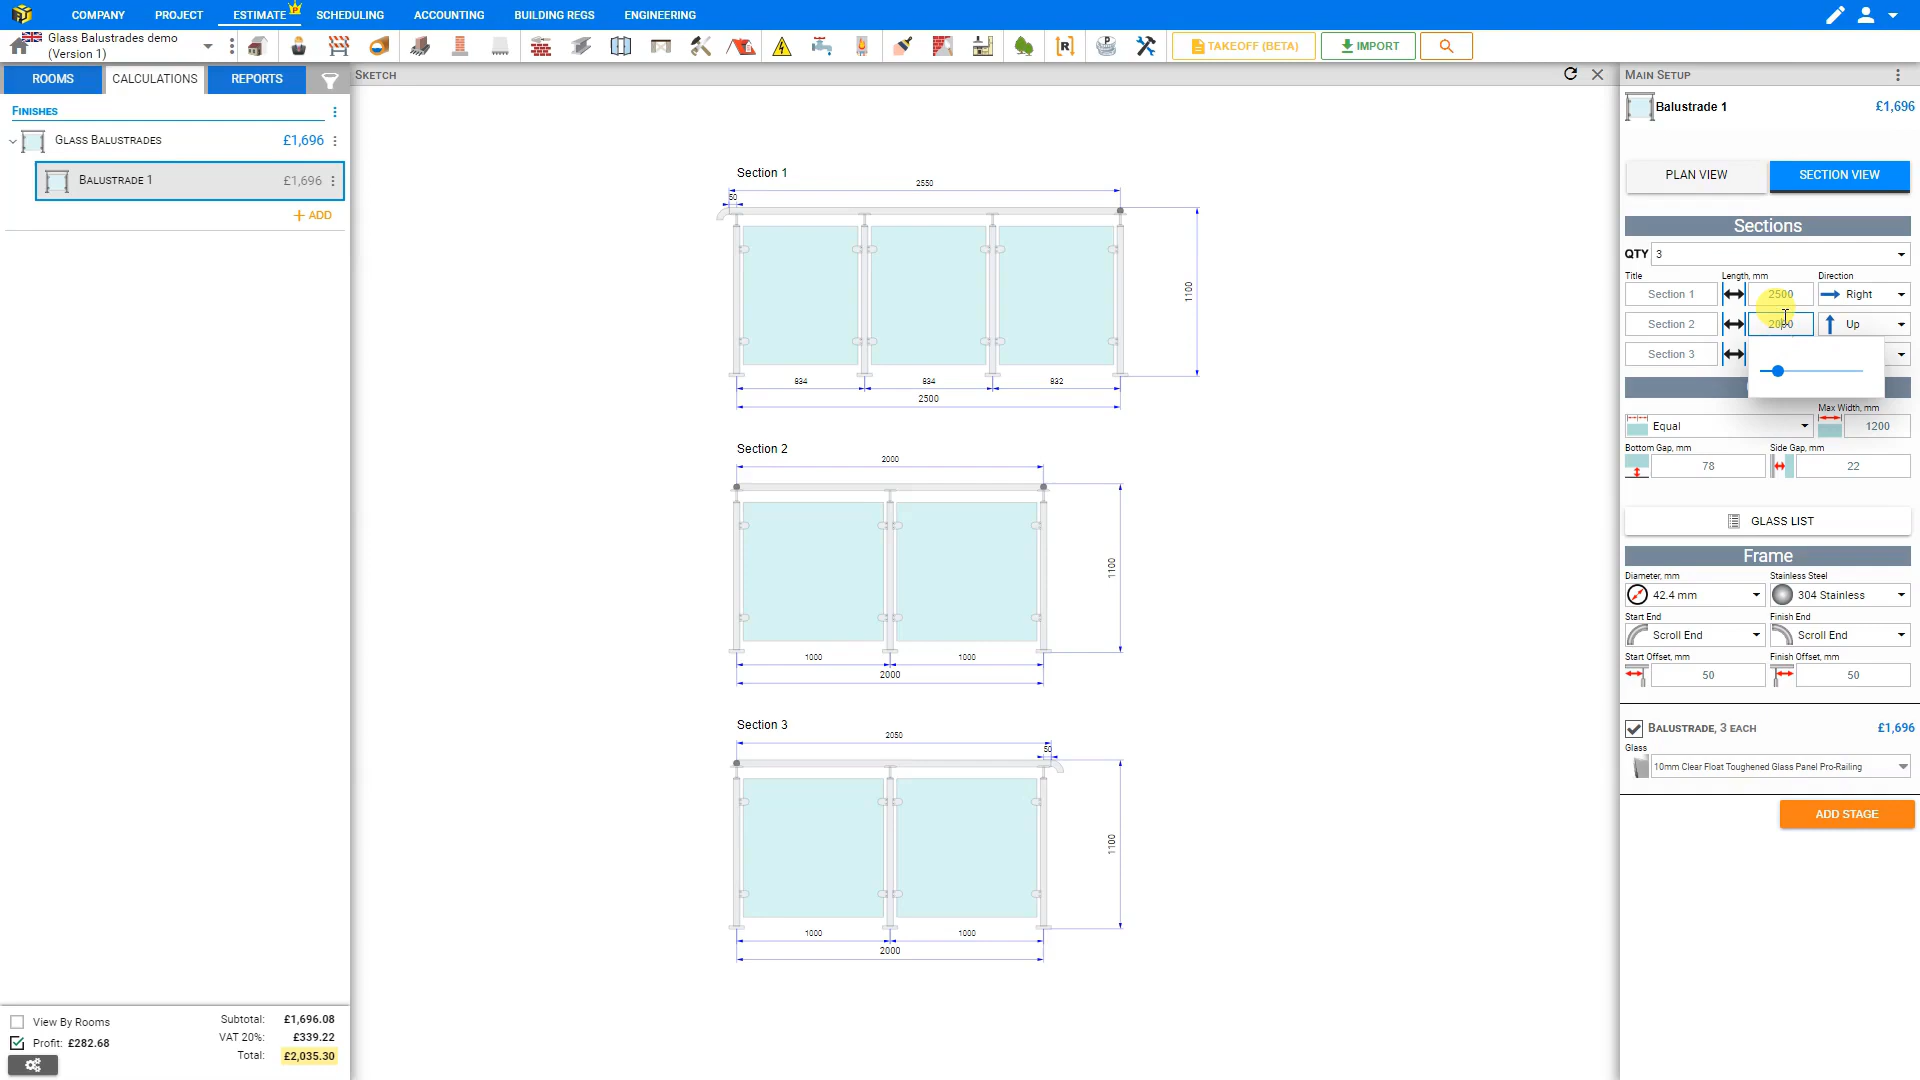 COMPANY PROJECT ESTIMATE SCHEDULING ACCOUNTING BUILDING REGS ENGINEERING
Glass Balustrades demo
(Version 1)
TAKEOFF (BETA) IMPORT
ROOMS CALCULATIONS REPORTS
SKETCH
MAIN SETUP
FINISHES
GLASS BALUSTRADES £1,696
BALUSTRADE 1 £1,696
+ ADD
View By Rooms
Profit: £282.68
Subtotal: £1,696.08
VAT 20%: £339.22
Total: £2,035.30
Section 1
2550
50
1100
834 834 832
2500
Section 2
2000
1100
1000 1000
2000
Section 3
2050
50
1100
1000 1000
2000
Balustrade 1 £1,696
PLAN VIEW SECTION VIEW
Sections
QTY 3
Title Length, mm Direction
Section 1 2500 Right
Section 2 2000 Up
Section 3
Max Width, mm
Equal 1200
Bottom Gap, mm Side Gap, mm
78 22
GLASS LIST
Frame
Diameter, mm Stainless Steel
42.4 mm 304 Stainless
Start End Finish End
Scroll End Scroll End
Start Offset, mm Finish Offset, mm
50 50
BALUSTRADE, 3 EACH £1,696
Glass
10mm Clear Float Toughened Glass Panel Pro-Railing
ADD STAGE